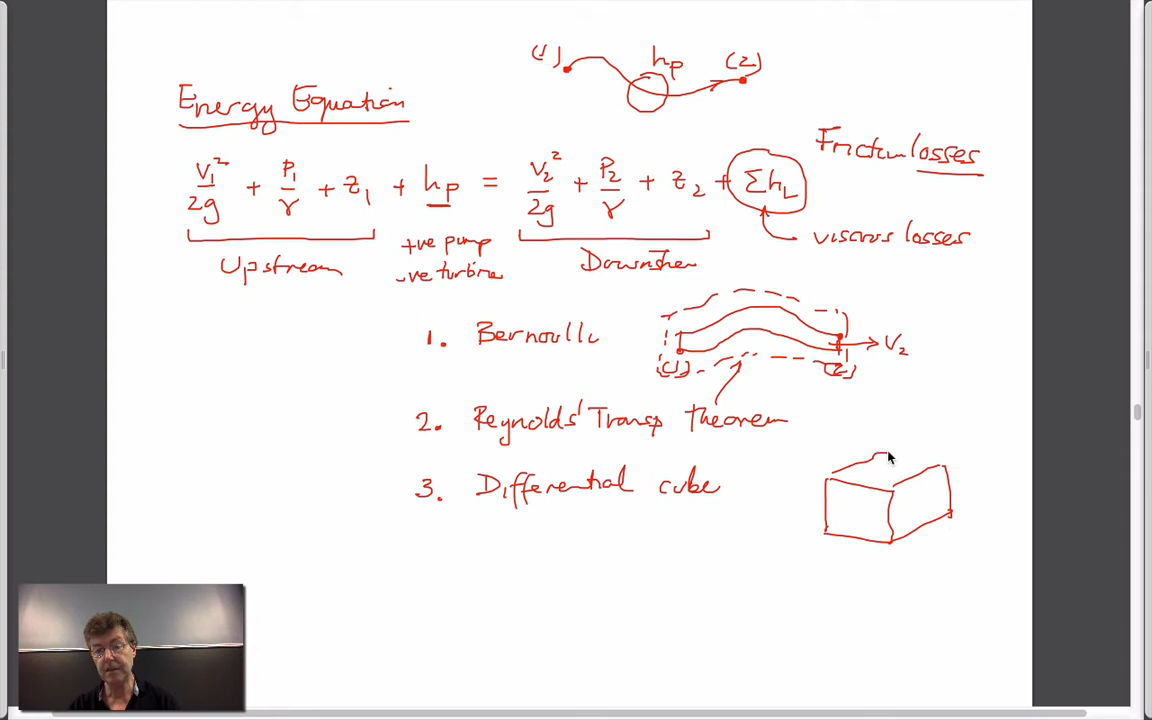 (1) hp (2)
Energy Equation
V₁²/2g + P₁/γ + z₁ + hp = V₂²/2g + P₂/γ + z₂ + Σh_L
Friction losses
viscous losses
Upstream
+ve pump
-ve turbine
Downstream
1. Bernoulli
(1) (2) V₂
2. Reynolds' Transp theorem
3. Differential cube